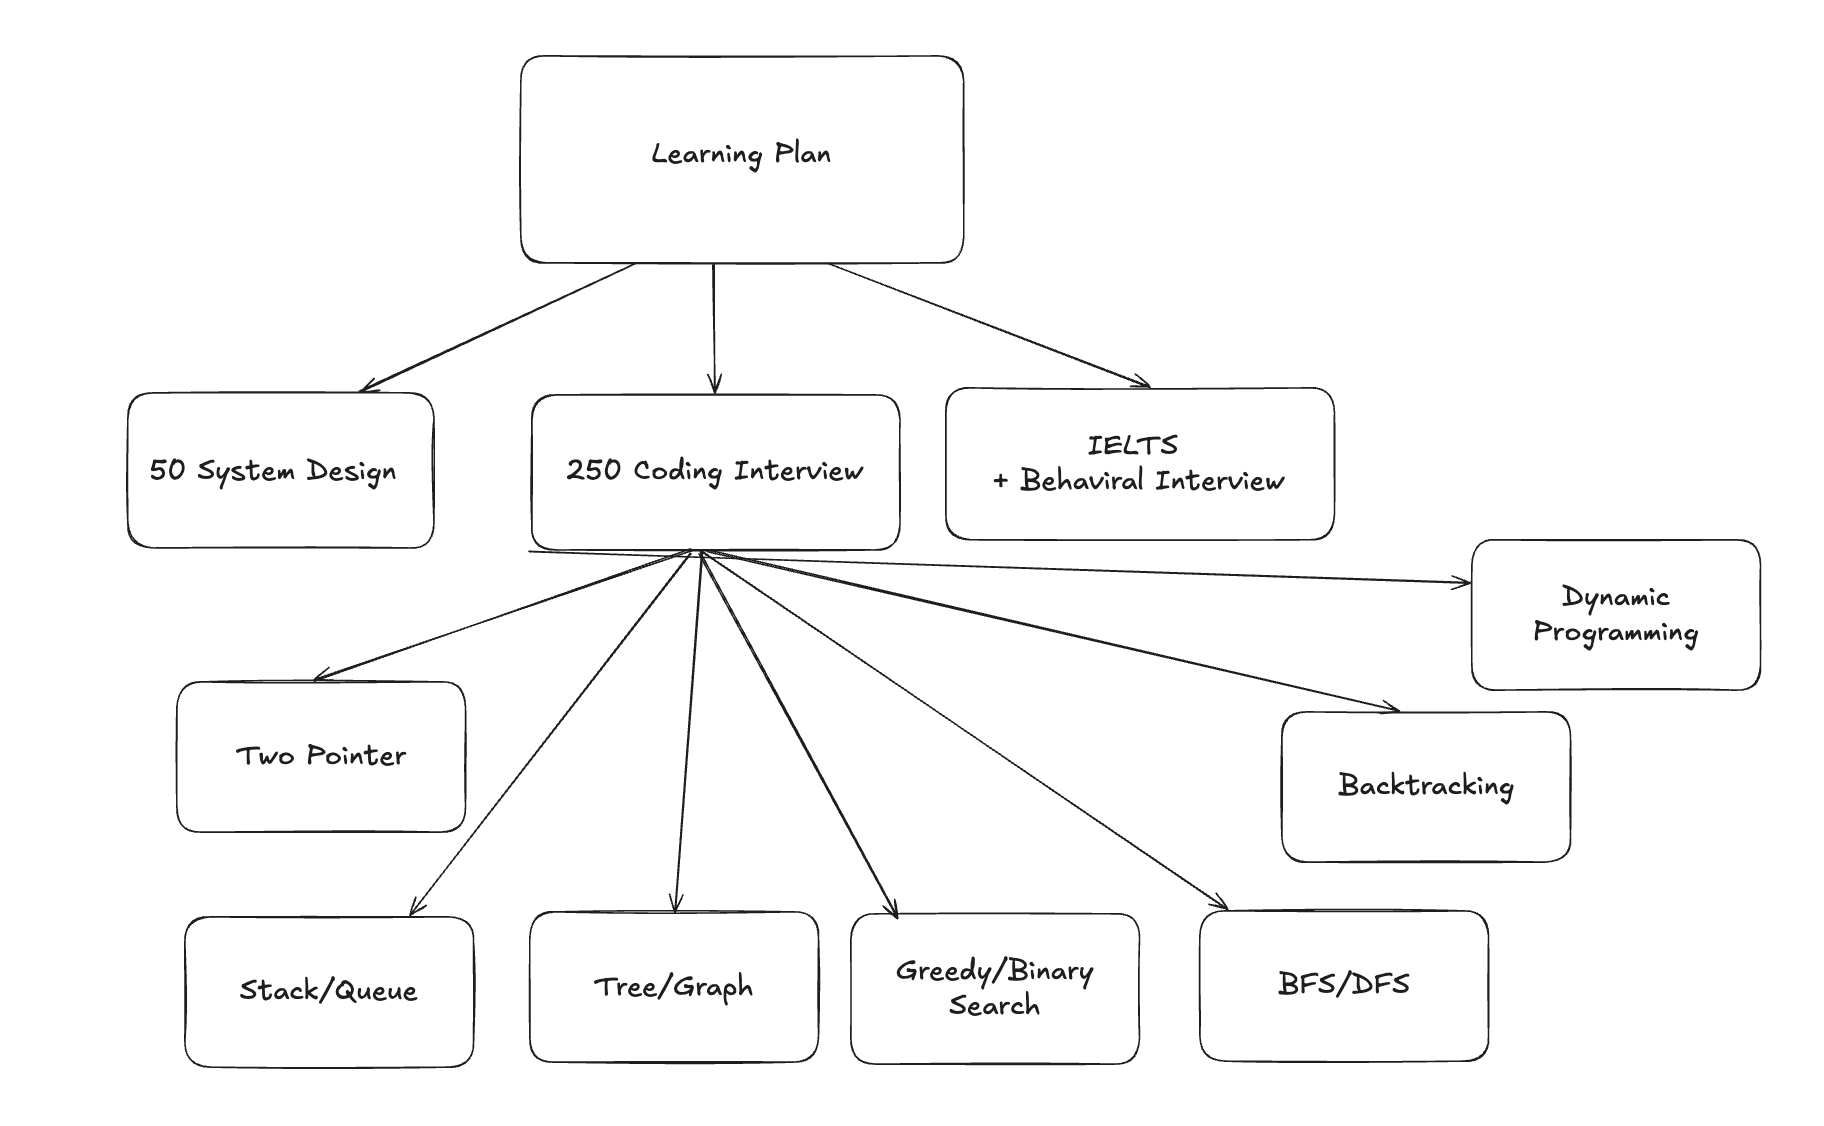 Learning Plan
50 System Design
250 Coding Interview
IELTS
+ Behaviral Interview
Dynamic
Programming
Two Pointer
Backtracking
Stack/Queue
Tree/Graph
Greedy/Binary
Search
BFS/DFS